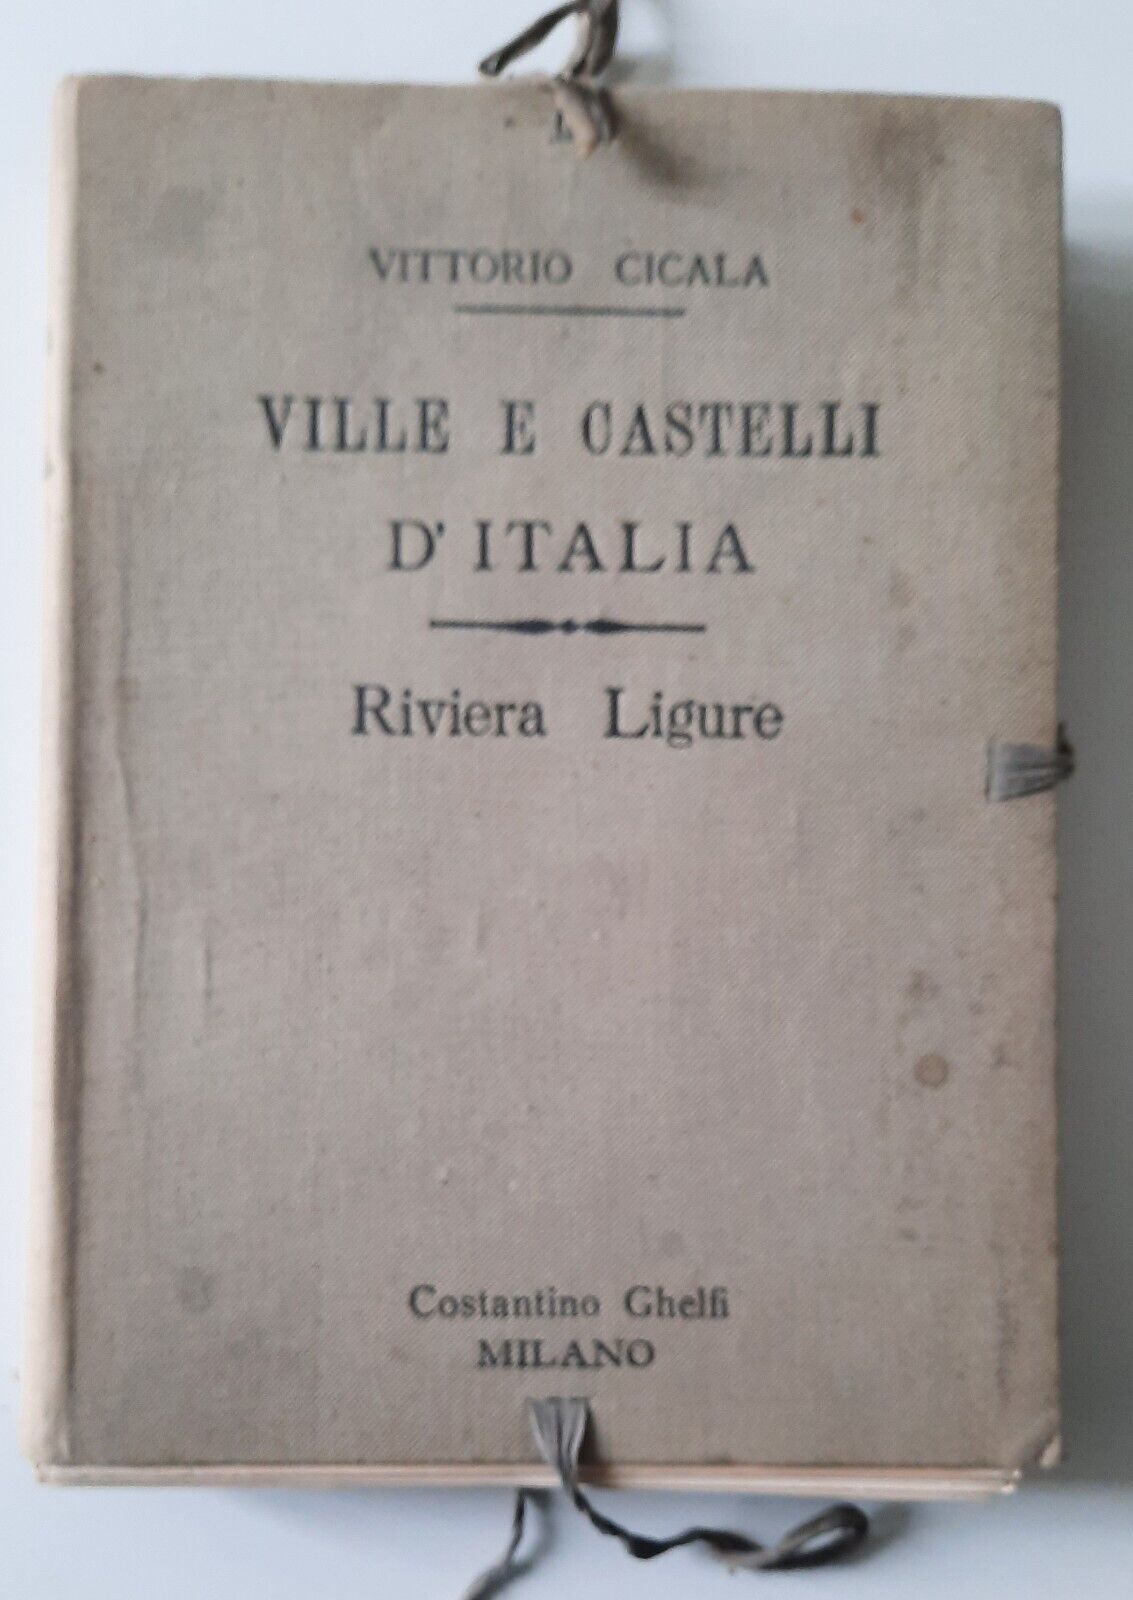 VITTORIO CICALA
VILLE E CASTELLI
D'ITALIA
Riviera Ligure
Costantino Ghelfi
MILANO